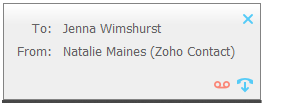 To: Jenna Wimshurst
From: Natalie Maines (Zoho Contact)